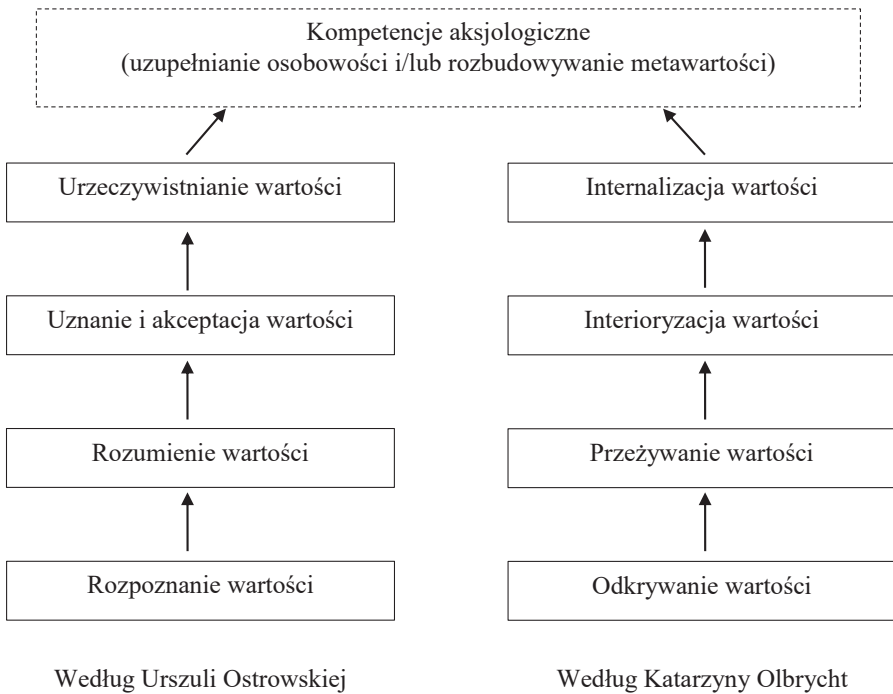 Kompetencje aksjologiczne
(uzupełnianie osobowości i/lub rozbudowywanie metawartości)
Urzeczywistnianie wartości
Internalizacja wartości
Uznanie i akceptacja wartości
Interioryzacja wartości
Rozumienie wartości
Przeżywanie wartości
Rozpoznanie wartości
Odkrywanie wartości
Według Urszuli Ostrowskiej
Według Katarzyny Olbrycht